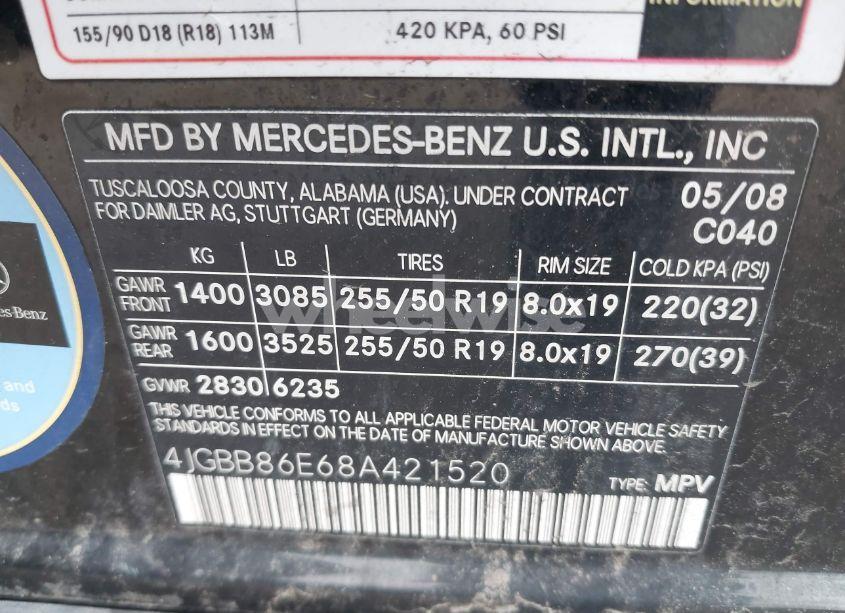 155/90 D18 (R18) 113M 420 KPA, 60 PSI
INFORMATION
MFD BY MERCEDES-BENZ U.S. INTL., INC
TUSCALOOSA COUNTY, ALABAMA (USA). UNDER CONTRACT 05/08
FOR DAIMLER AG, STUTTGART (GERMANY) C040
KG LB TIRES RIM SIZE COLD KPA (PSI)
GAWR FRONT 1400 3085 255/50 R19 8.0x19 220(32)
GAWR REAR 1600 3525 255/50 R19 8.0x19 270(39)
GVWR 2830 6235
THIS VEHICLE CONFORMS TO ALL APPLICABLE FEDERAL MOTOR VEHICLE SAFETY
STANDARDS IN EFFECT ON THE DATE OF MANUFACTURE SHOWN ABOVE.
4JGBB86E68A421520 TYPE: MPV
wheelwise
Benz
and